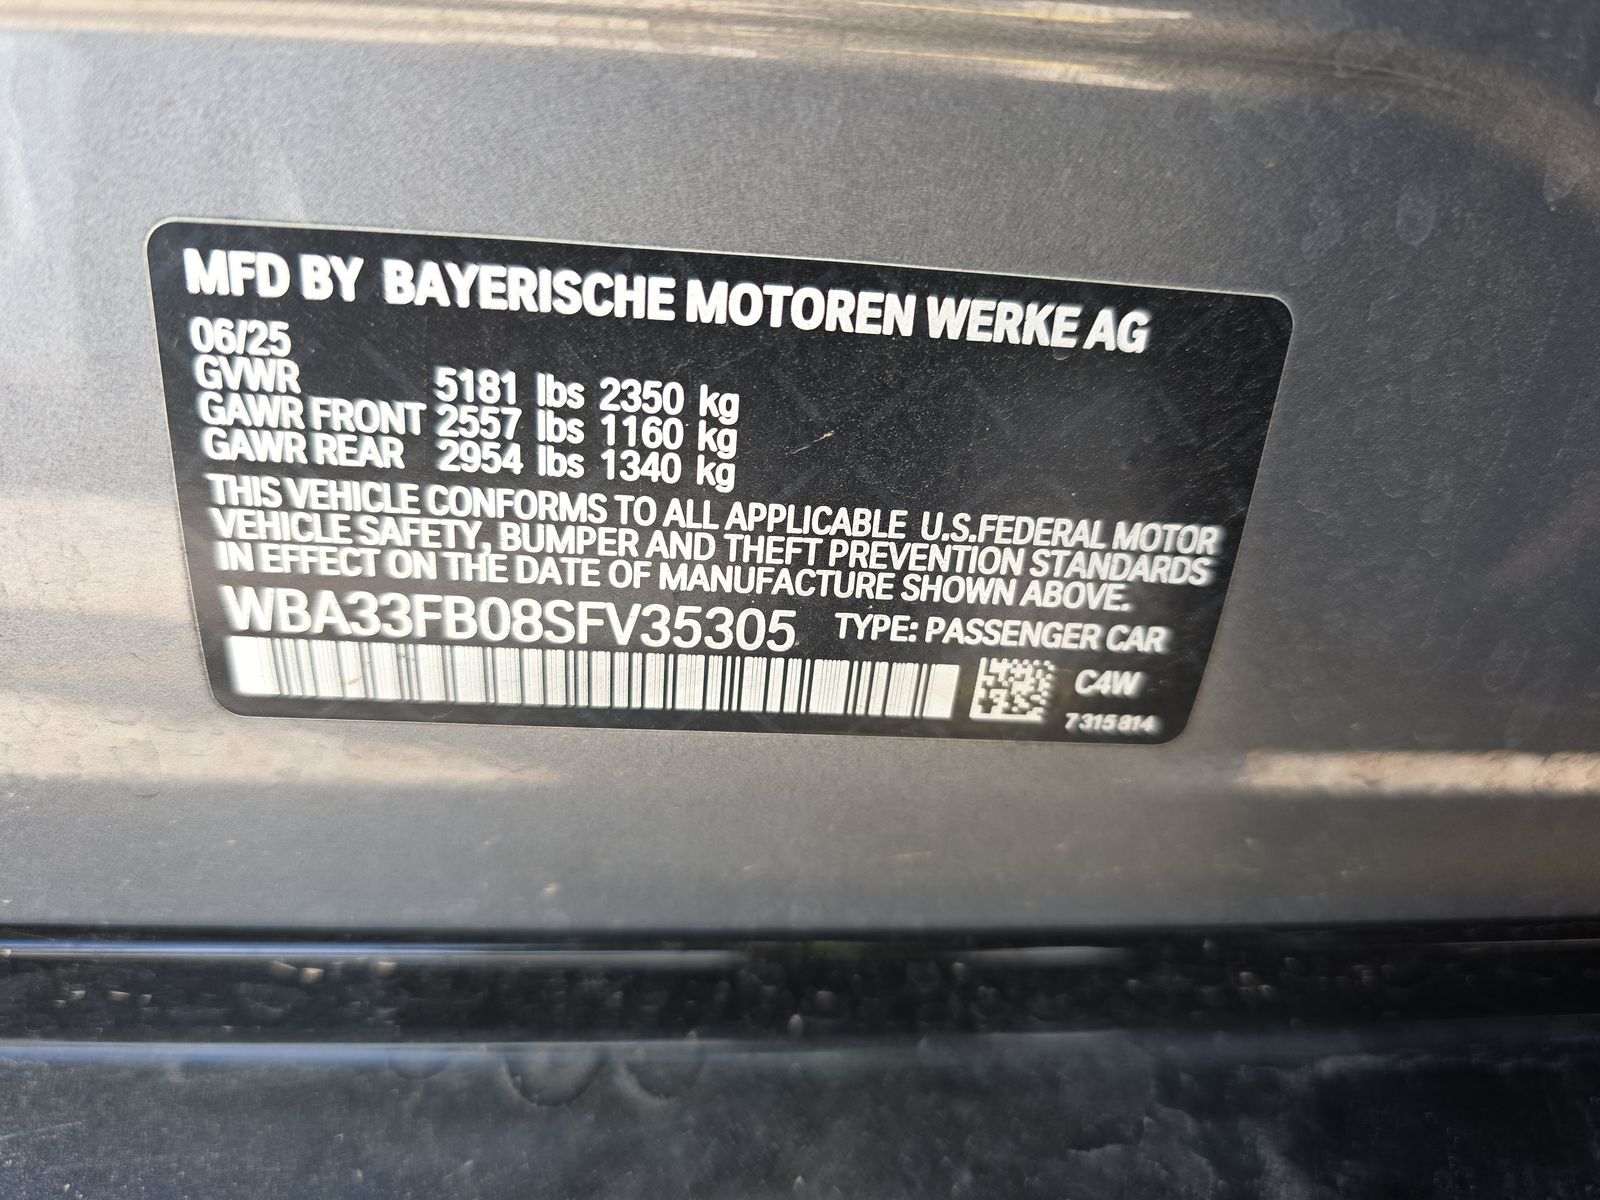 MFD BY BAYERISCHE MOTOREN WERKE AG
06/25
GVWR 5181 lbs 2350 kg
GAWR FRONT 2557 lbs 1160 kg
GAWR REAR 2954 lbs 1340 kg
THIS VEHICLE CONFORMS TO ALL APPLICABLE U.S.FEDERAL MOTOR
VEHICLE SAFETY, BUMPER AND THEFT PREVENTION STANDARDS
IN EFFECT ON THE DATE OF MANUFACTURE SHOWN ABOVE.
WBA33FB08SFV35305 TYPE: PASSENGER CAR
C4W
7 315 814